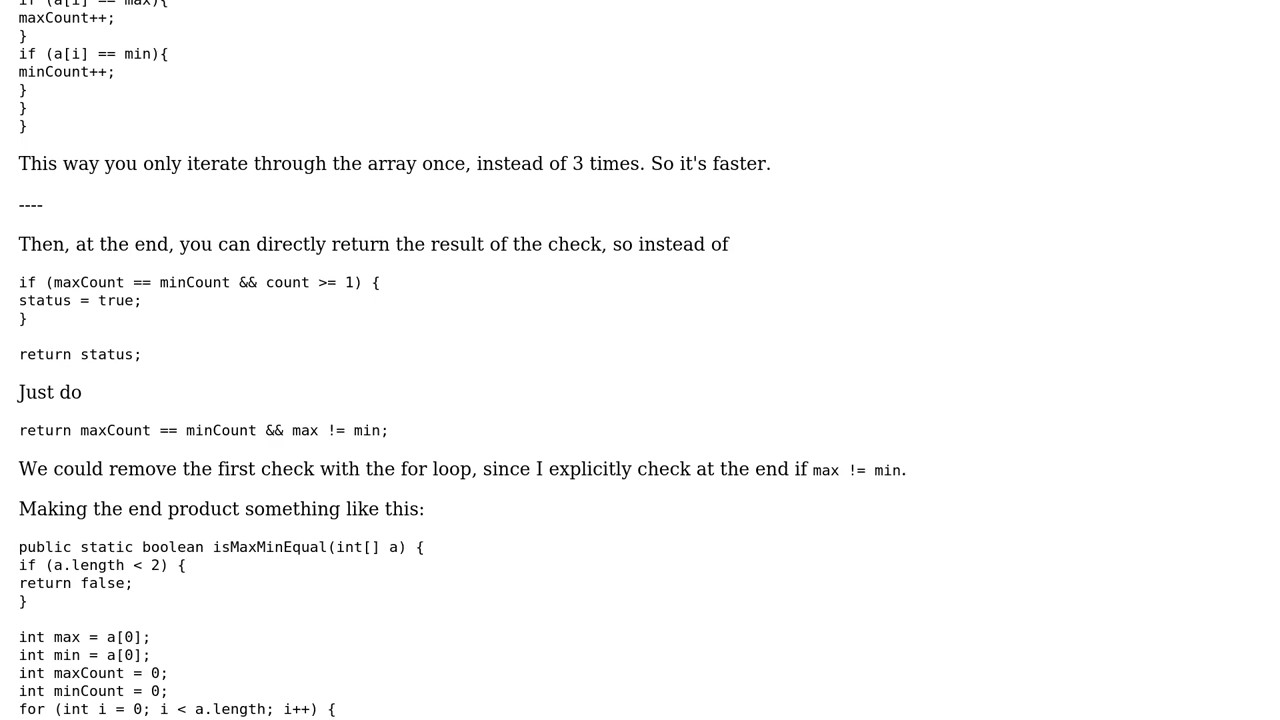 if (a[i] == max){
maxCount++;
}
if (a[i] == min){
minCount++;
}
}
}
This way you only iterate through the array once, instead of 3 times. So it's faster.
----
Then, at the end, you can directly return the result of the check, so instead of
if (maxCount == minCount && count >= 1) {
status = true;
}
return status;
Just do
return maxCount == minCount && max != min;
We could remove the first check with the for loop, since I explicitly check at the end if max != min.
Making the end product something like this:
public static boolean isMaxMinEqual(int[] a) {
if (a.length < 2) {
return false;
}
int max = a[0];
int min = a[0];
int maxCount = 0;
int minCount = 0;
for (int i = 0; i < a.length; i++) {